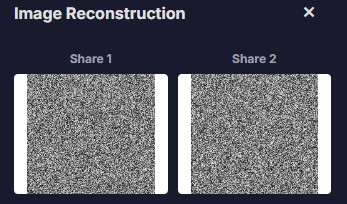 Image Reconstruction ×
Share 1
Share 2